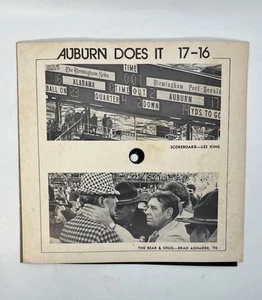 AUBURN DOES IT 17-16
The Birmingham News
TIME
Birmingham Post-Herald
ALABAMA
TIME OUT
AUBURN
BALL ON
QUARTER
DOWN
YDS. TO GO
SCOREBOARD—LES KING
THE BEAR & SHUG—BRAD ASHMORE, '70